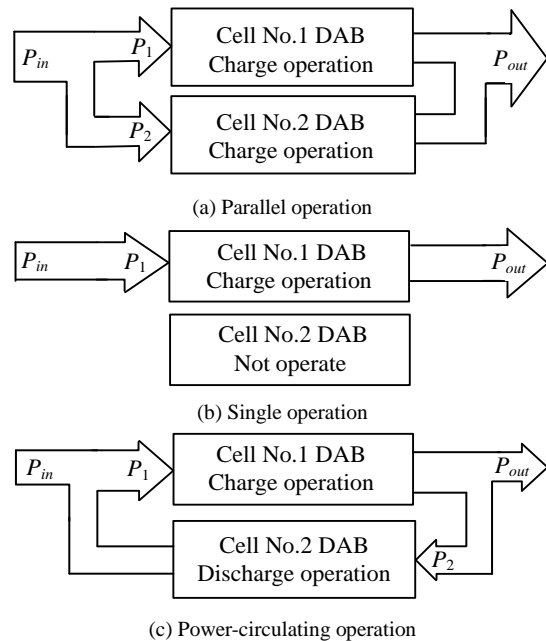 P_in
P_1
Cell No.1 DAB
Charge operation
P_out
P_2
Cell No.2 DAB
Charge operation
(a) Parallel operation
P_in
P_1
Cell No.1 DAB
Charge operation
P_out
Cell No.2 DAB
Not operate
(b) Single operation
P_in
P_1
Cell No.1 DAB
Charge operation
P_out
Cell No.2 DAB
Discharge operation
P_2
(c) Power-circulating operation